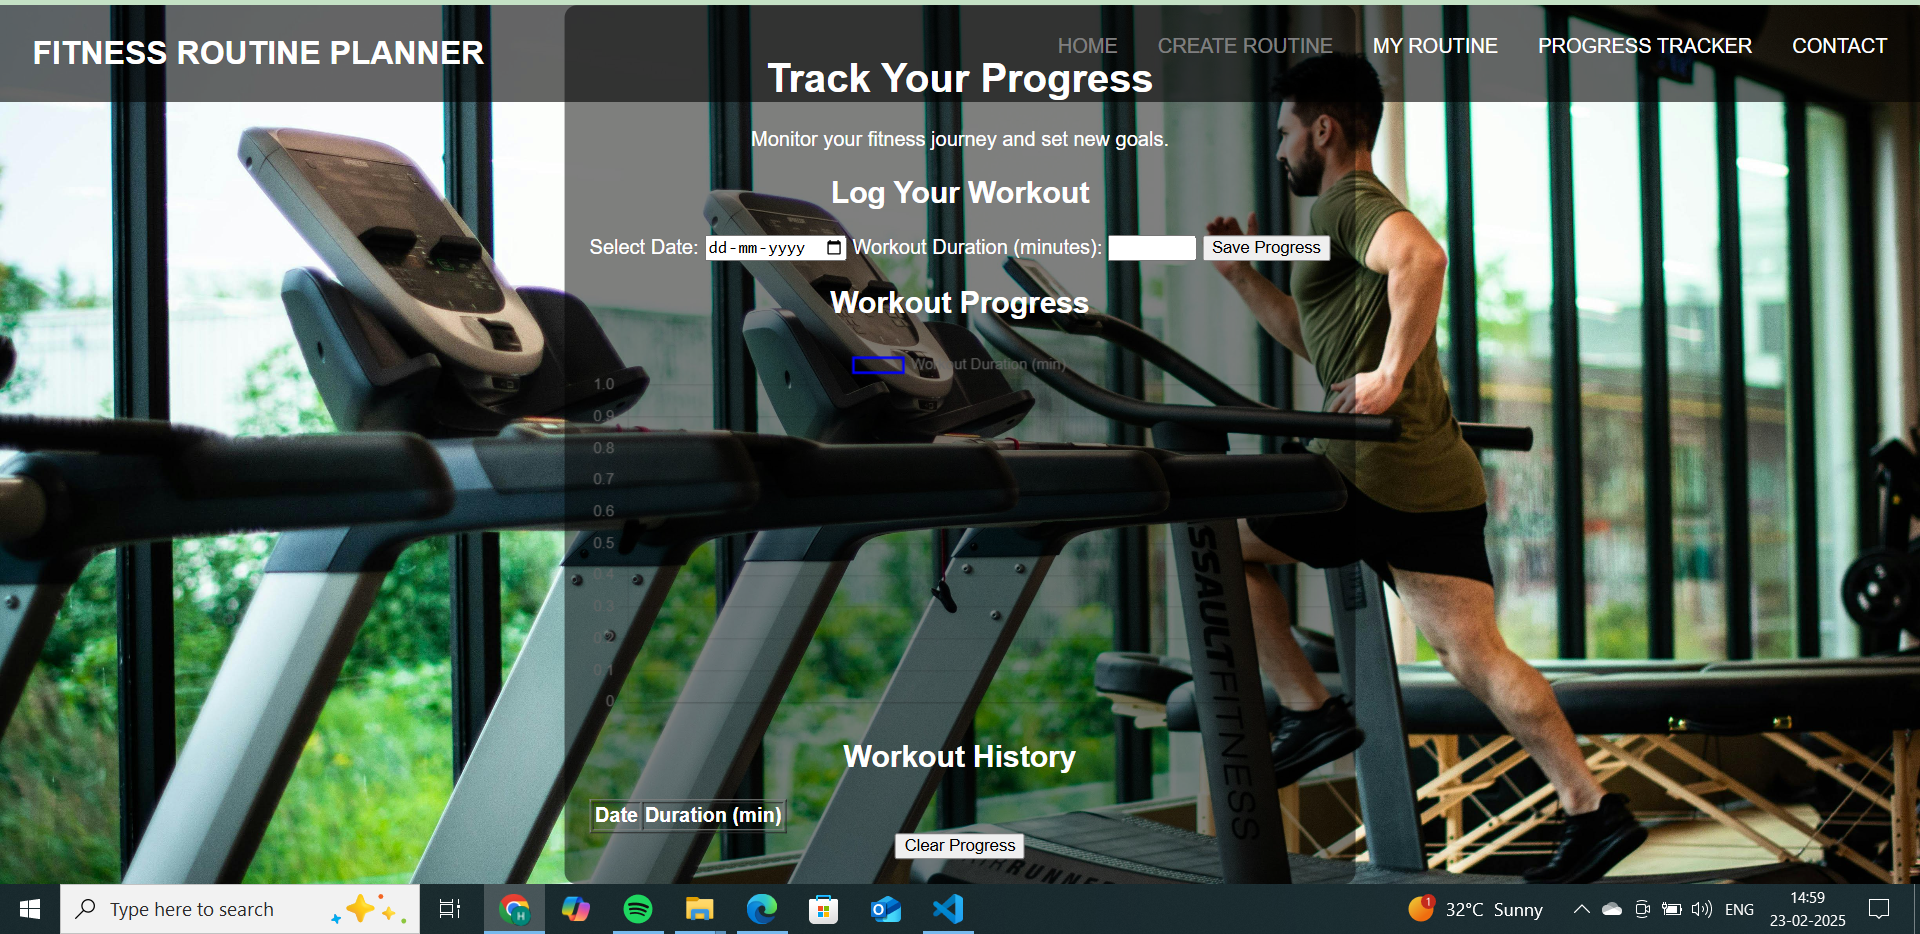 FITNESS ROUTINE PLANNER
HOME CREATE ROUTINE MY ROUTINE PROGRESS TRACKER CONTACT
Track Your Progress
Monitor your fitness journey and set new goals.
Log Your Workout
Select Date: dd-mm-yyyy Workout Duration (minutes): Save Progress
Workout Progress
Workout Duration (min)
1.0
0.9
0.8
0.7
0.6
0.5
0.4
0.3
0.2
0.1
0
SSAULTFITNESS
Workout History
Date Duration (min)
Clear Progress
RUNNER
Type here to search
1 32°C Sunny
ENG
14:59
23-02-2025